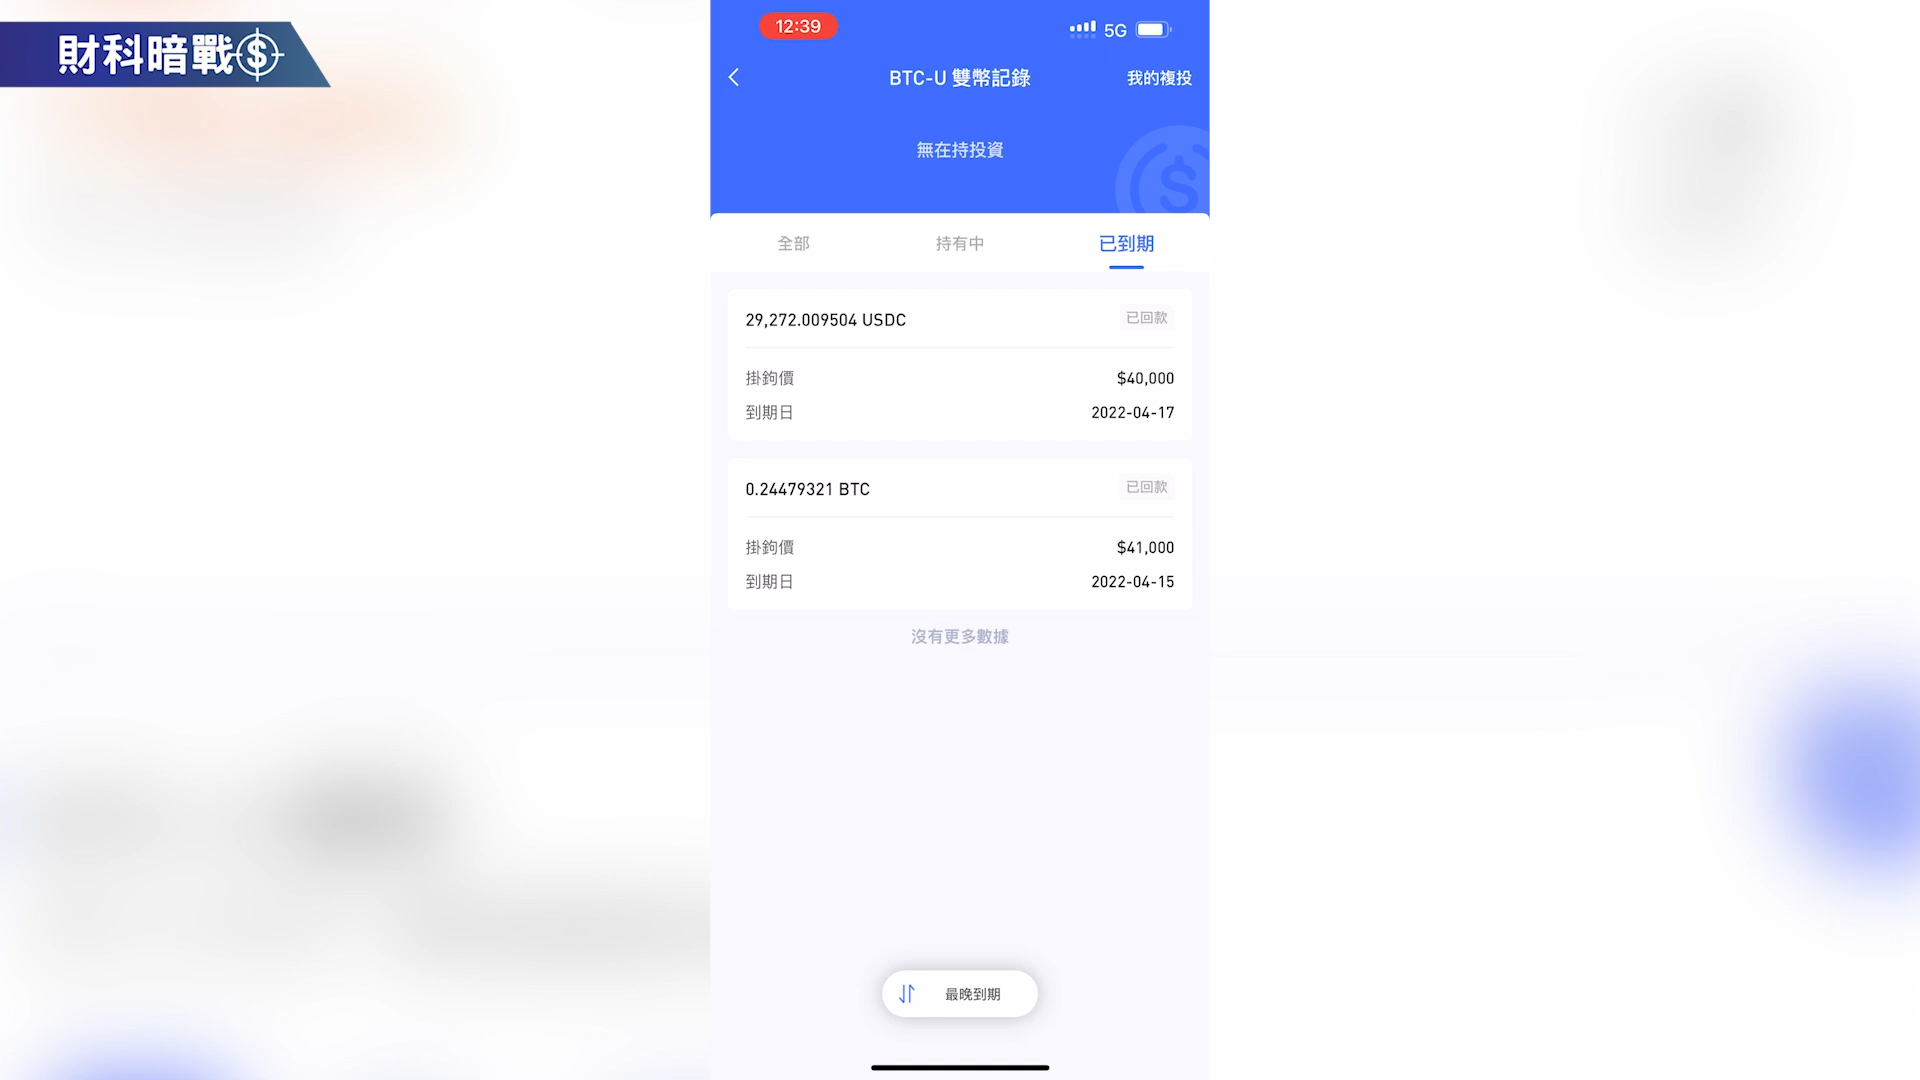 財科暗戰
12:39
5G
BTC-U 雙幣記錄
我的複投
無在持投資
全部
持有中
已到期
29,272.009504 USDC
已回款
掛鉤價
$40,000
到期日
2022-04-17
0.24479321 BTC
已回款
掛鉤價
$41,000
到期日
2022-04-15
沒有更多數據
最晚到期